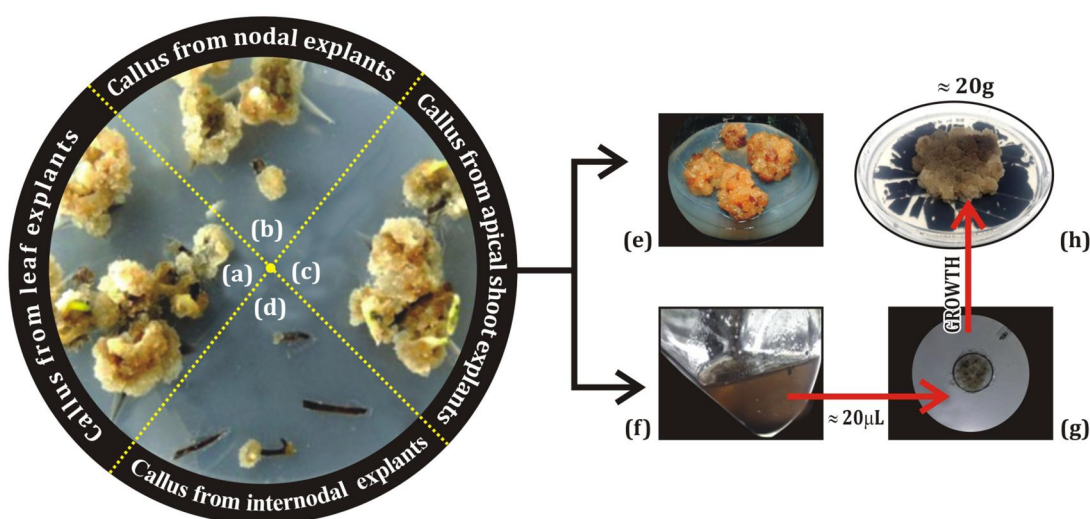 Callus from nodal explants
Callus from leaf explants
Callus from apical shoot explants
Callus from internodal explants
(a)
(b)
(c)
(d)
(e)
≈ 20g
(h)
GROWTH
(f)
≈ 20µL
(g)